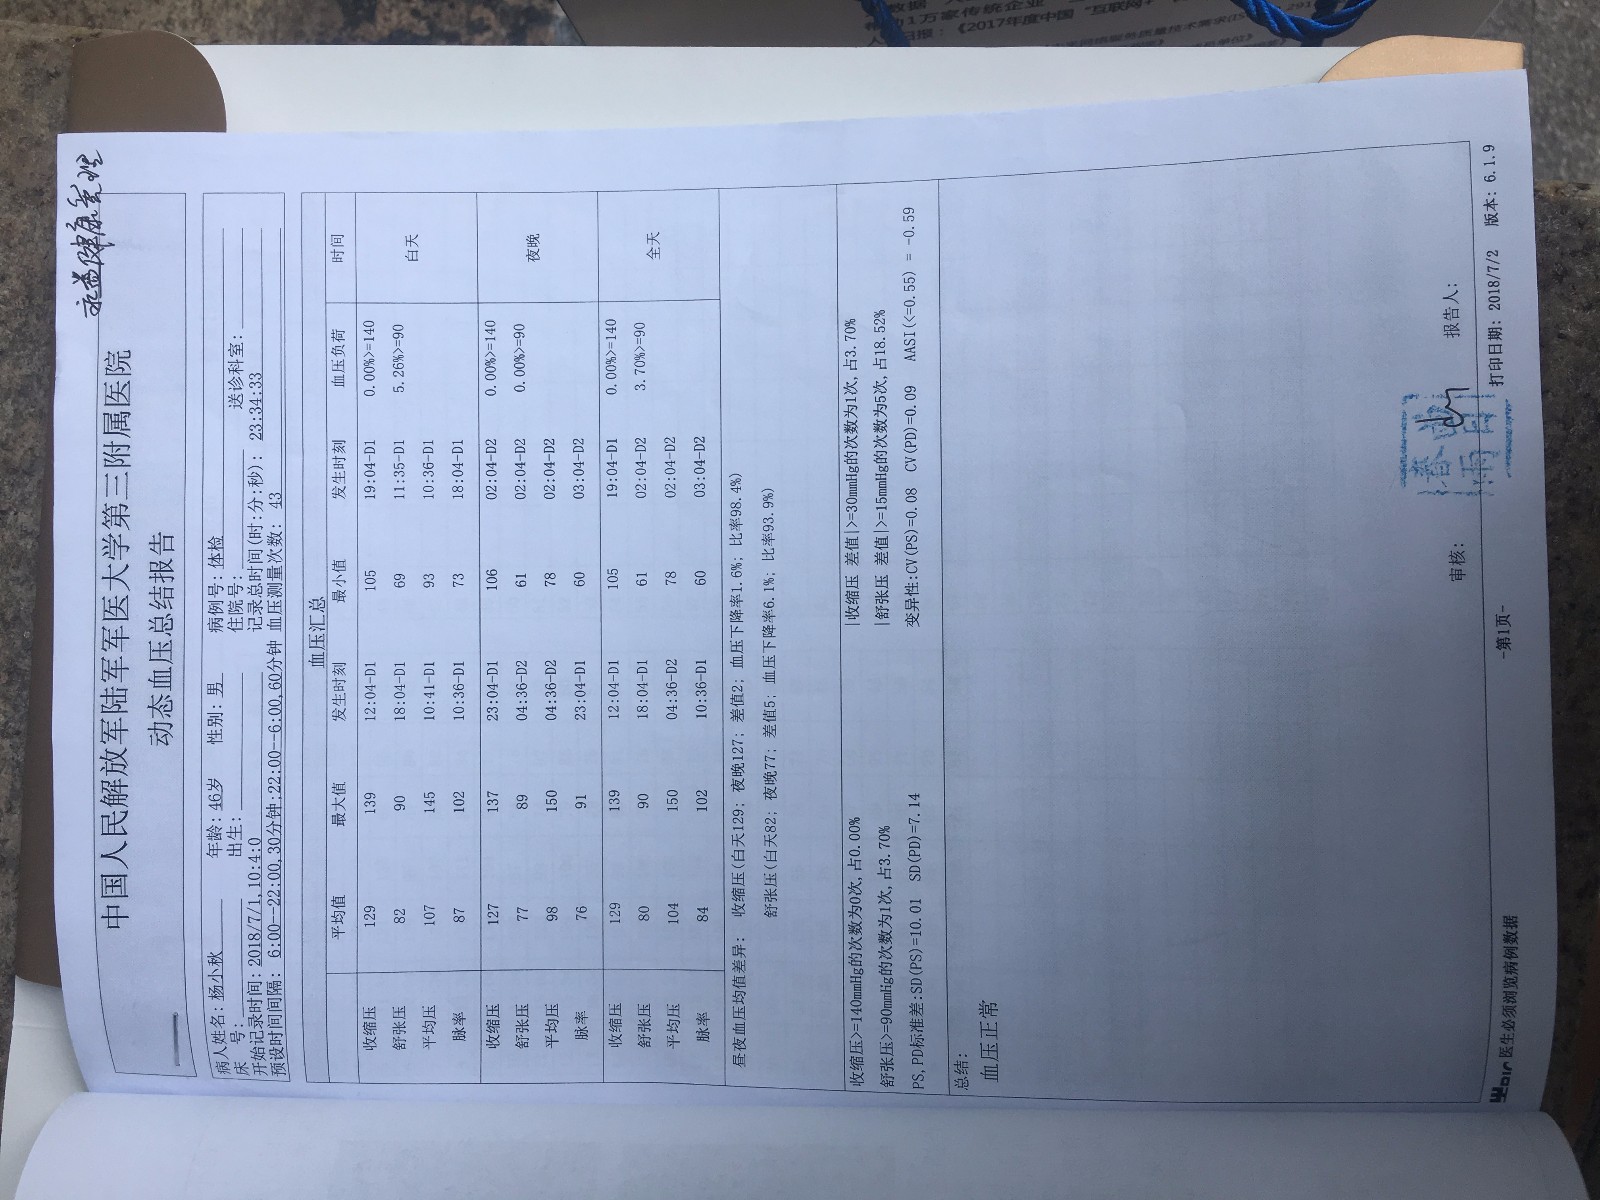 中国人民解放军陆军军医大学第三附属医院
动态血压总结报告
病人姓名: 杨小秋 年龄: 46岁 性别: 男 病例号: 体检
床 号: 出生: 住院号: 送诊科室:
开始记录时间: 2018/7/1, 10:4:0 记录总时间(时:分:秒): 23:34:33
预设时间间隔: 6:00--22:00,30分钟;22:00--6:00,60分钟 血压测量次数: 43
血压汇总
平均值 最大值 发生时刻 最小值 发生时刻 血压负荷 时间
收缩压 129 139 12:04-D1 105 19:04-D1 0.00%>=140
舒张压 82 90 18:04-D1 69 11:35-D1 5.26%>=90 白天
平均压 107 145 10:41-D1 93 10:36-D1
脉率 87 102 10:36-D1 73 18:04-D1
收缩压 127 137 23:04-D1 106 02:04-D2 0.00%>=140
舒张压 77 89 04:36-D2 61 02:04-D2 0.00%>=90 夜晚
平均压 98 150 04:36-D2 78 02:04-D2
脉率 76 91 23:04-D1 60 03:04-D2
收缩压 129 139 12:04-D1 105 19:04-D1 0.00%>=140
舒张压 80 90 18:04-D1 61 02:04-D2 3.70%>=90 全天
平均压 104 150 04:36-D2 78 02:04-D2
脉率 84 102 10:36-D1 60 03:04-D2
昼夜血压均值差异: 收缩压(白天129; 夜晚127; 差值2; 血压下降率1.6%; 比率98.4%)
舒张压(白天82; 夜晚77; 差值5; 血压下降率6.1%; 比率93.9%)
收缩压>=140mmHg的次数为0次,占0.00% |收缩压 差值|>=30mmHg的次数为1次,占3.70%
舒张压>=90mmHg的次数为1次,占3.70% |舒张压 差值|>=15mmHg的次数为5次,占18.52%
PS,PD标准差:SD(PS)=10.01 SD(PD)=7.14 变异性:CV(PS)=0.08 CV(PD)=0.09 AASI(<=0.55) = -0.59
总结:
血压正常
审核: 报告人:
医生必须浏览病例数据 -第1页- 打印日期: 2018/7/2 版本: 6.1.9